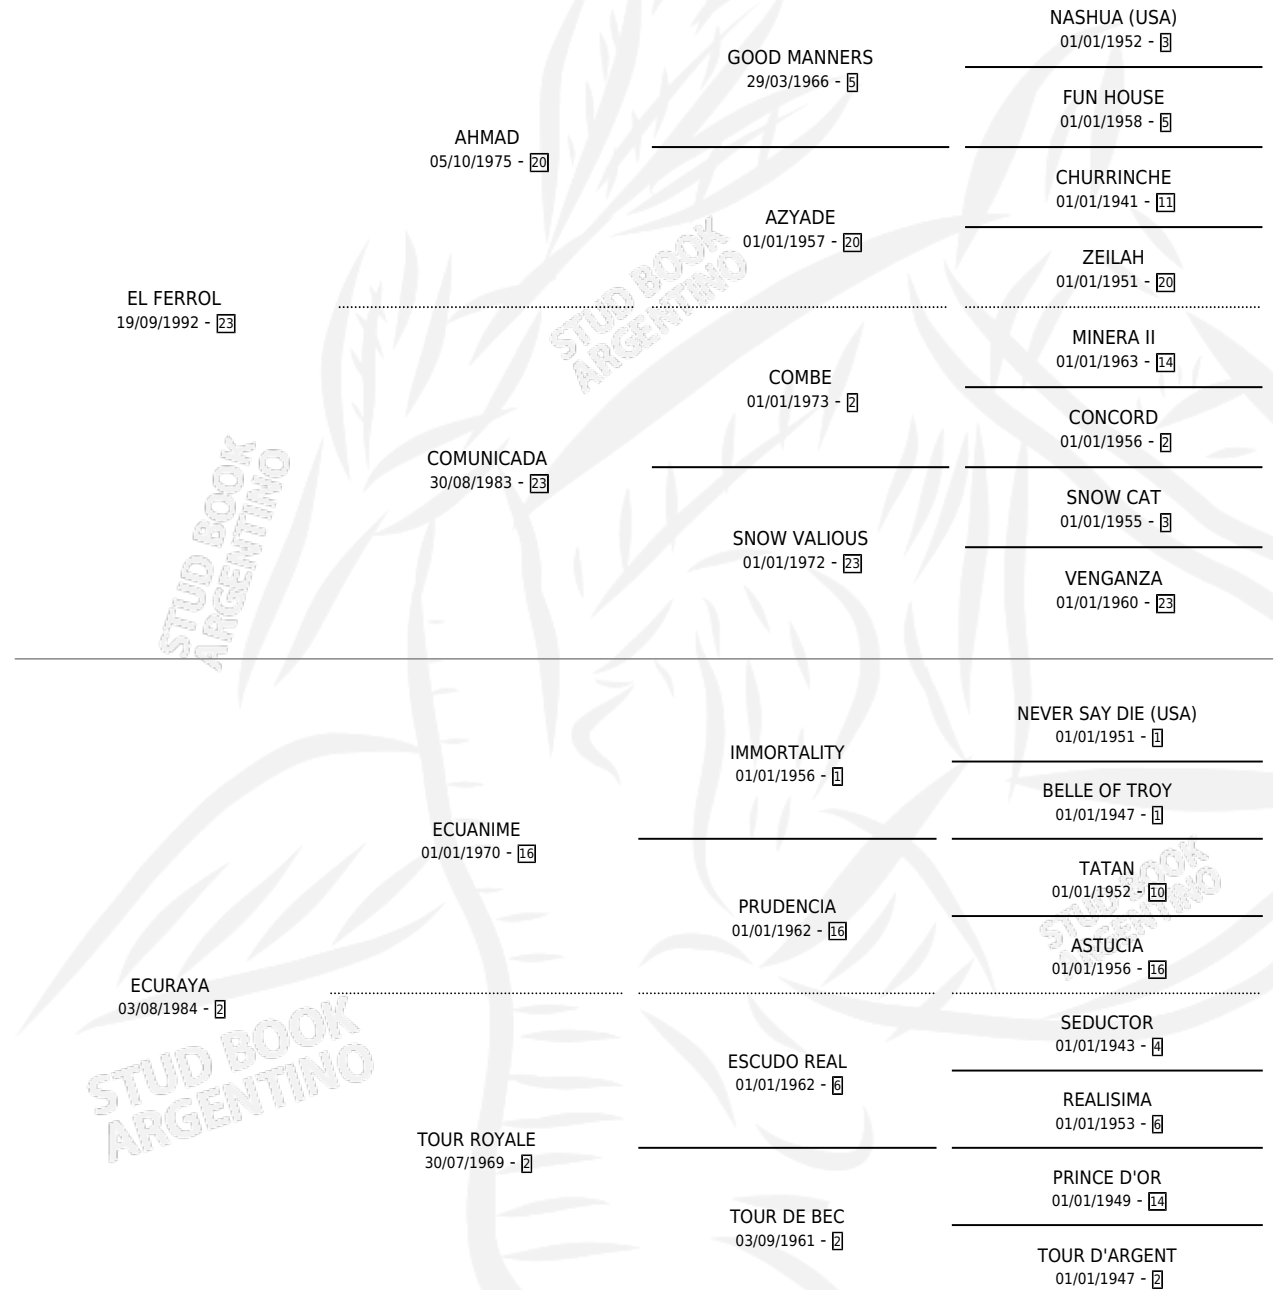 NASHUA (USA)
01/01/1952 - 3
GOOD MANNERS
29/03/1966 - 5
FUN HOUSE
01/01/1958 - 5
AHMAD
05/10/1975 - 20
CHURRINCHE
01/01/1941 - 11
AZYADE
01/01/1957 - 20
ZEILAH
01/01/1951 - 20
EL FERROL
19/09/1992 - 23
MINERA II
01/01/1963 - 14
COMBE
01/01/1973 - 2
CONCORD
01/01/1956 - 2
COMUNICADA
30/08/1983 - 23
SNOW CAT
01/01/1955 - 3
SNOW VALIOUS
01/01/1972 - 23
VENGANZA
01/01/1960 - 23
NEVER SAY DIE (USA)
01/01/1951 - 1
IMMORTALITY
01/01/1956 - 1
BELLE OF TROY
01/01/1947 - 1
ECUANIME
01/01/1970 - 16
TATAN
01/01/1952 - 10
PRUDENCIA
01/01/1962 - 16
ASTUCIA
01/01/1956 - 16
ECURAYA
03/08/1984 - 2
SEDUCTOR
01/01/1943 - 4
ESCUDO REAL
01/01/1962 - 6
REALISIMA
01/01/1953 - 6
TOUR ROYALE
30/07/1969 - 2
PRINCE D'OR
01/01/1949 - 14
TOUR DE BEC
03/09/1961 - 2
TOUR D'ARGENT
01/01/1947 - 2
STUD BOOK
ARGENTINO
STUD BOOK
ARGENTINO
STUD BOOK
ARGENTINO
STUD BOOK
ARGENTINO